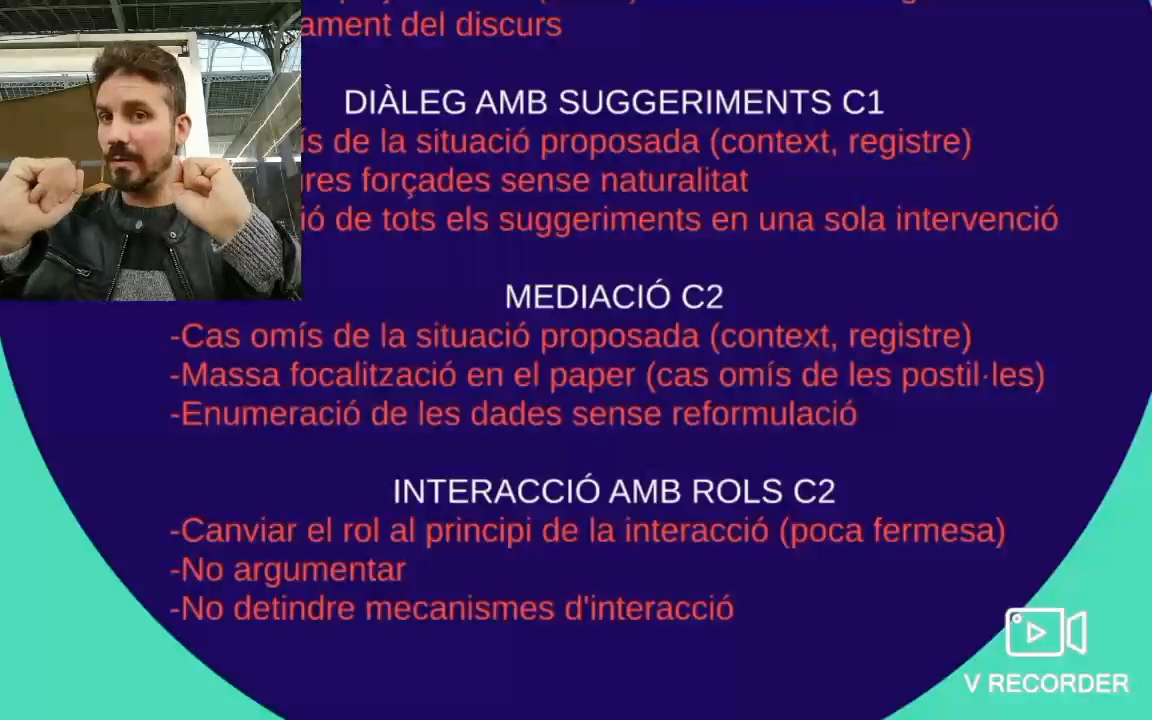 ament del discurs
DIÀLEG AMB SUGGERIMENTS C1
ís de la situació proposada (context, registre)
res forçades sense naturalitat
ió de tots els suggeriments en una sola intervenció
MEDIACIÓ C2
-Cas omís de la situació proposada (context, registre)
-Massa focalització en el paper (cas omís de les postil·les)
-Enumeració de les dades sense reformulació
INTERACCIÓ AMB ROLS C2
-Canviar el rol al principi de la interacció (poca fermesa)
-No argumentar
-No detindre mecanismes d'interacció
V RECORDER